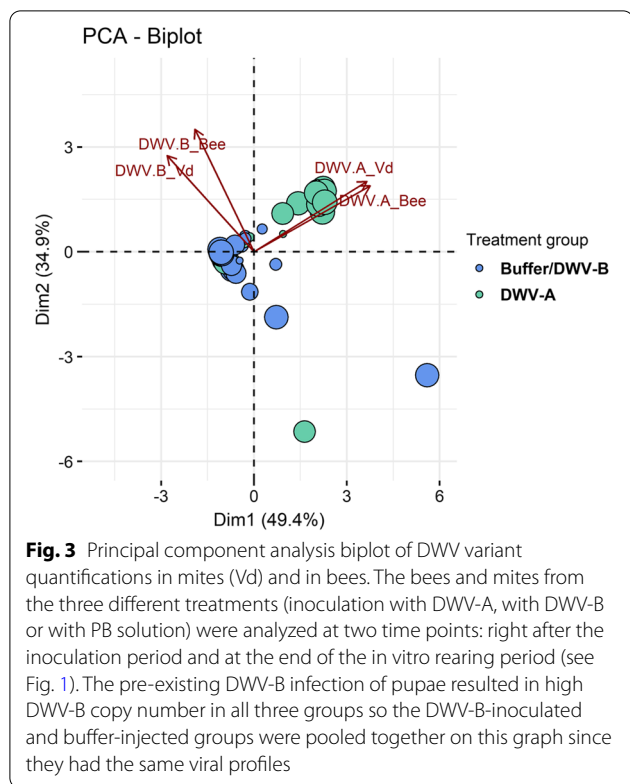 PCA - Biplot
DWV.B_Bee
DWV.B_Vd
DWV.A_Vd
DWV.A_Bee
3
0
-3
-6
Dim2 (34.9%)
-3 0 3 6
Dim1 (49.4%)
Treatment group
Buffer/DWV-B
DWV-A
Fig. 3 Principal component analysis biplot of DWV variant
quantifications in mites (Vd) and in bees. The bees and mites from
the three different treatments (inoculation with DWV-A, with DWV-B
or with PB solution) were analyzed at two time points: right after the
inoculation period and at the end of the in vitro rearing period (see
Fig. 1). The pre-existing DWV-B infection of pupae resulted in high
DWV-B copy number in all three groups so the DWV-B-inoculated
and buffer-injected groups were pooled together on this graph since
they had the same viral profiles